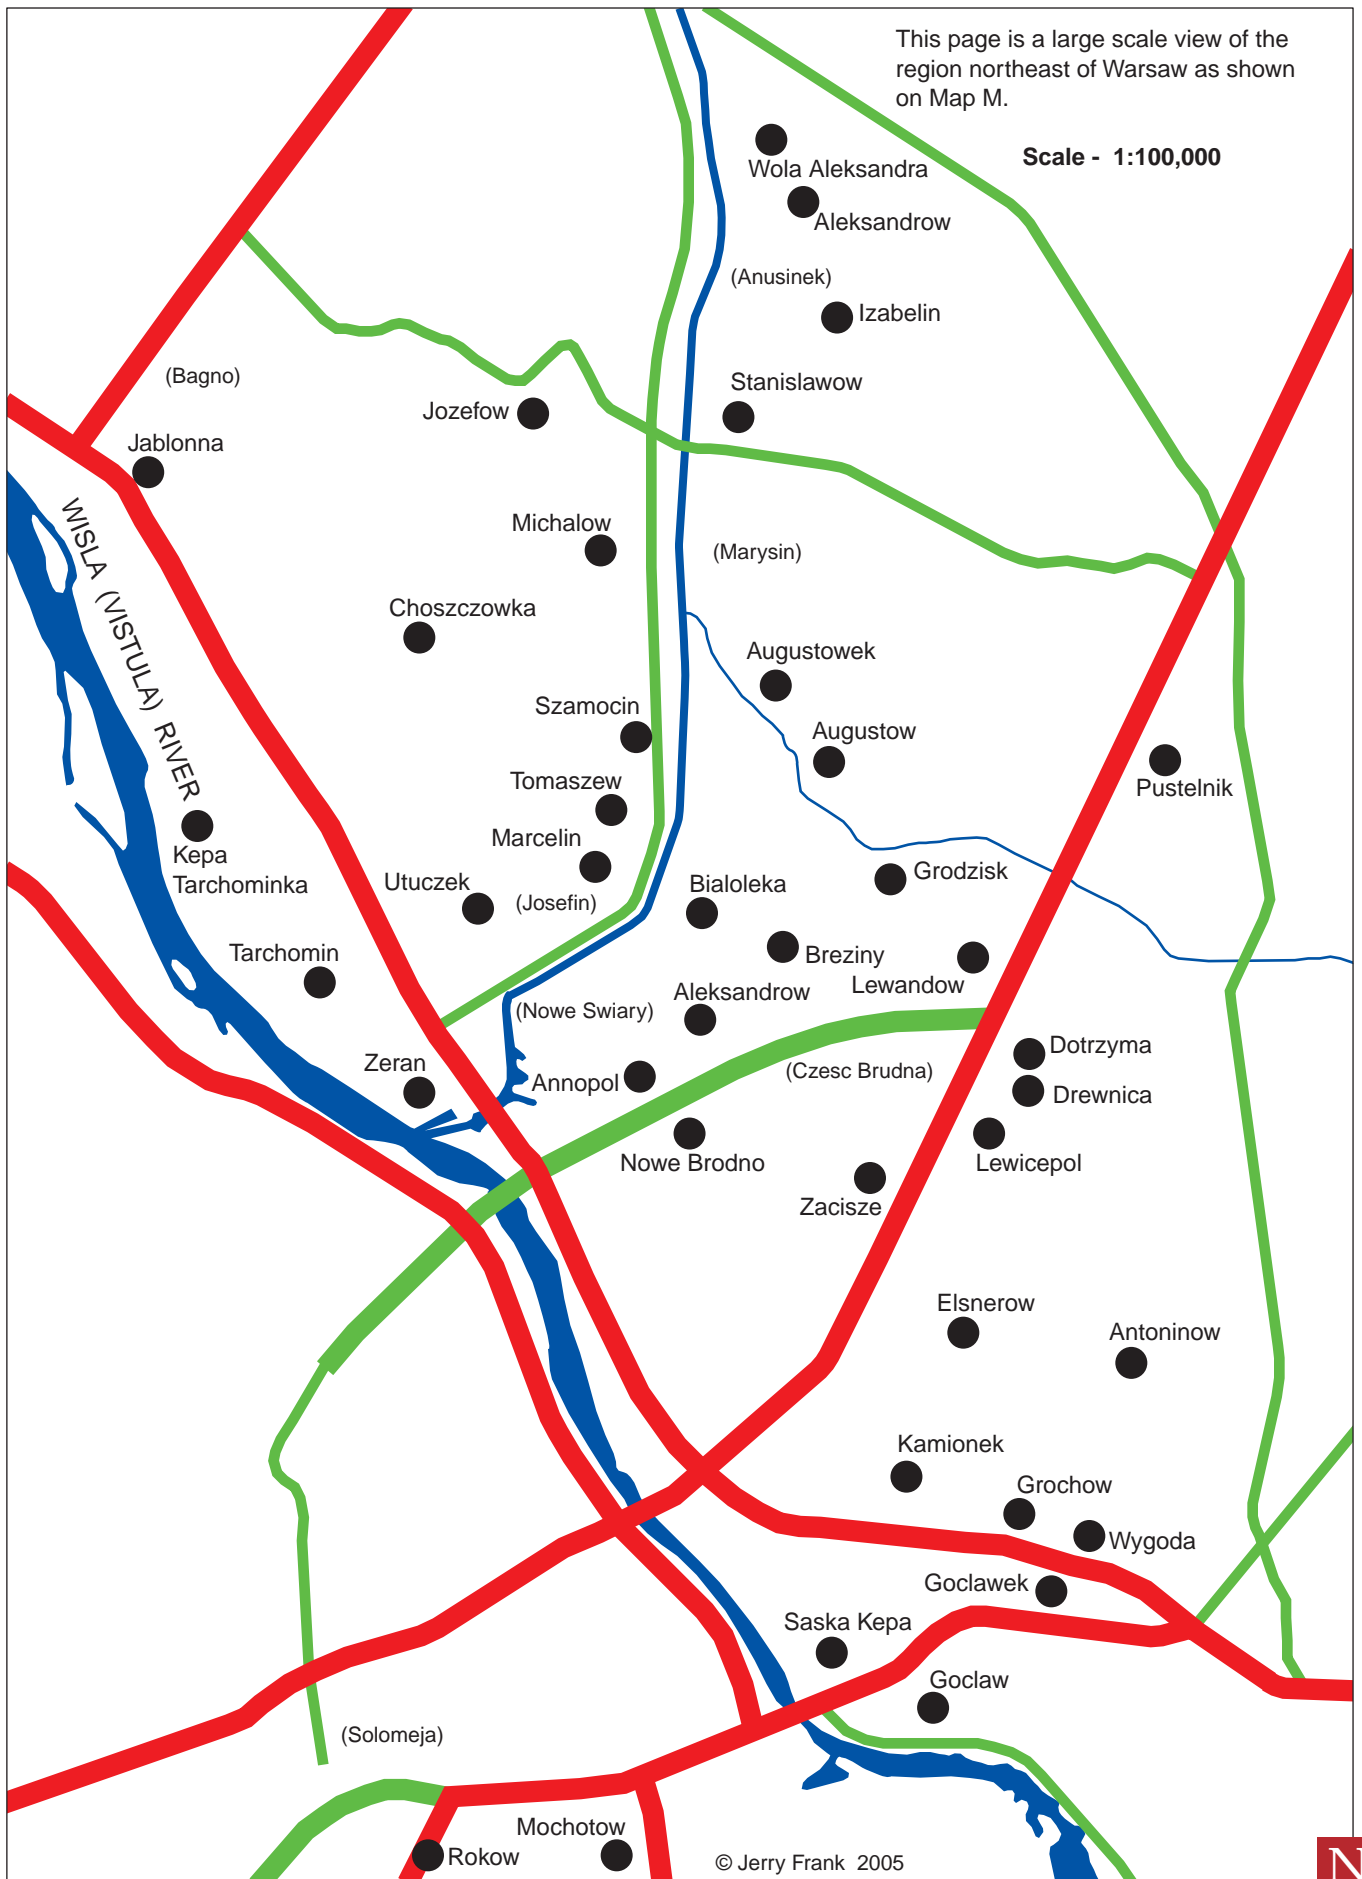 This page is a large scale view of the
region northeast of Warsaw as shown
on Map M.
Scale - 1:100,000
Wola Aleksandra
Aleksandrow
(Anusinek)
Izabelin
(Bagno)
Stanislawow
Jozefow
Jablonna
WISLA (VISTULA) RIVER
Michalow
(Marysin)
Choszczowka
Augustowek
Szamocin
Augustow
Tomaszew
Pustelnik
Marcelin
Kepa
Tarchominka
Utuczek
(Josefin)
Bialoleka
Grodzisk
Tarchomin
Breziny
Lewandow
Aleksandrow
(Nowe Swiary)
Zeran
Annopol
(Czesc Brudna)
Dotrzyma
Drewnica
Nowe Brodno
Lewicepol
Zacisze
Elsnerow
Antoninow
Kamionek
Grochow
Wygoda
Goclawek
Saska Kepa
Goclaw
(Solomeja)
Mochotow
Rokow
© Jerry Frank 2005
N